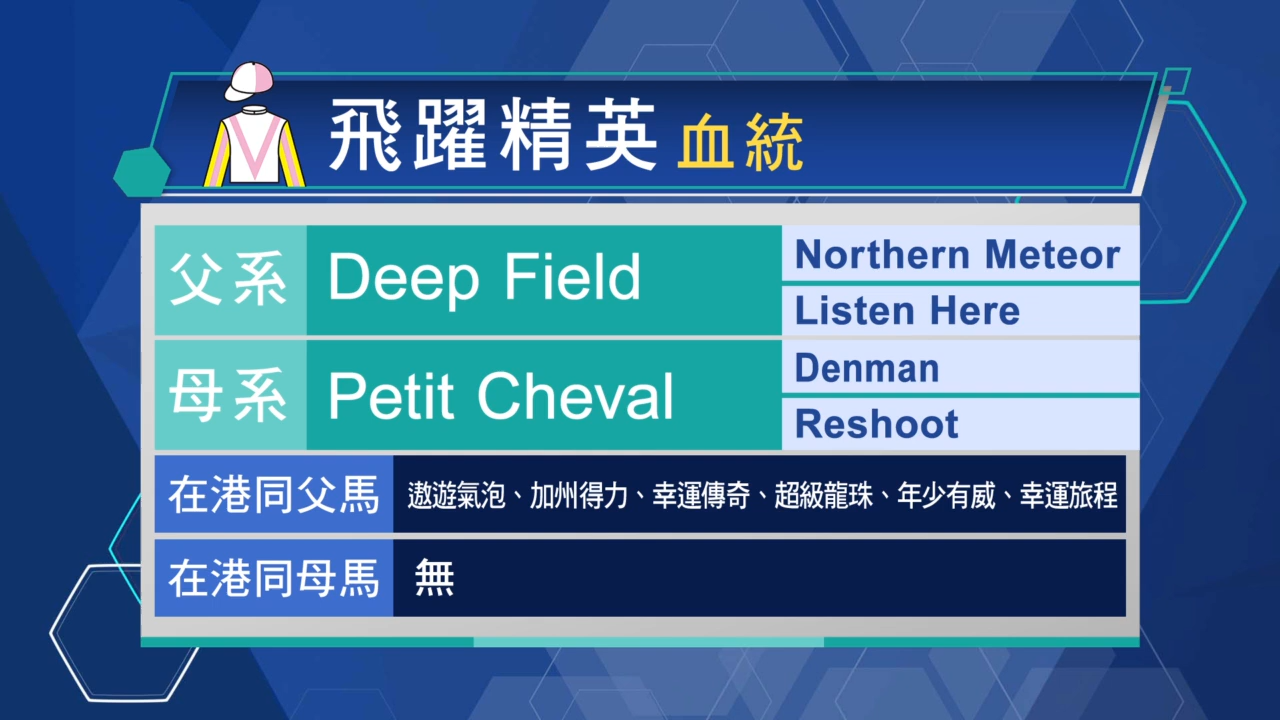 飛躍精英 血統
父系 Deep Field
Northern Meteor
Listen Here
母系 Petit Cheval
Denman
Reshoot
在港同父馬 遨遊氣泡、加州得力、幸運傳奇、超級龍珠、年少有威、幸運旅程
在港同母馬 無